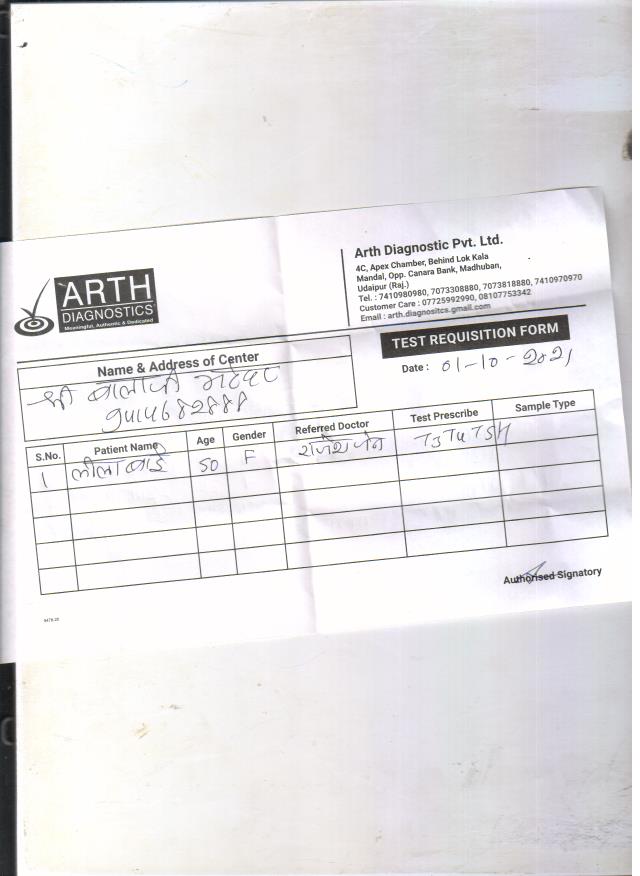 ARTH
DIAGNOSTICS
Meaningful, Authentic & Dedicated
Arth Diagnostic Pvt. Ltd.
4C, Apex Chamber, Behind Lok Kala
Mandal, Opp. Canara Bank, Madhuban,
Udaipur (Raj.)
Tel. : 7410980980, 7073308880, 7073818880, 7410970970
Customer Care : 07725992990, 08107753342
Email : arth.diagnositcs.gmail.com
TEST REQUISITION FORM
Date : 01-10-2021
Name & Address of Center
श्री बालाजी
9414682888
S.No. Patient Name Age Gender Referred Doctor Test Prescribe Sample Type
1 लीला बाई 50 F राजेश जैन T3 T4 TSH
Authorised Signatory